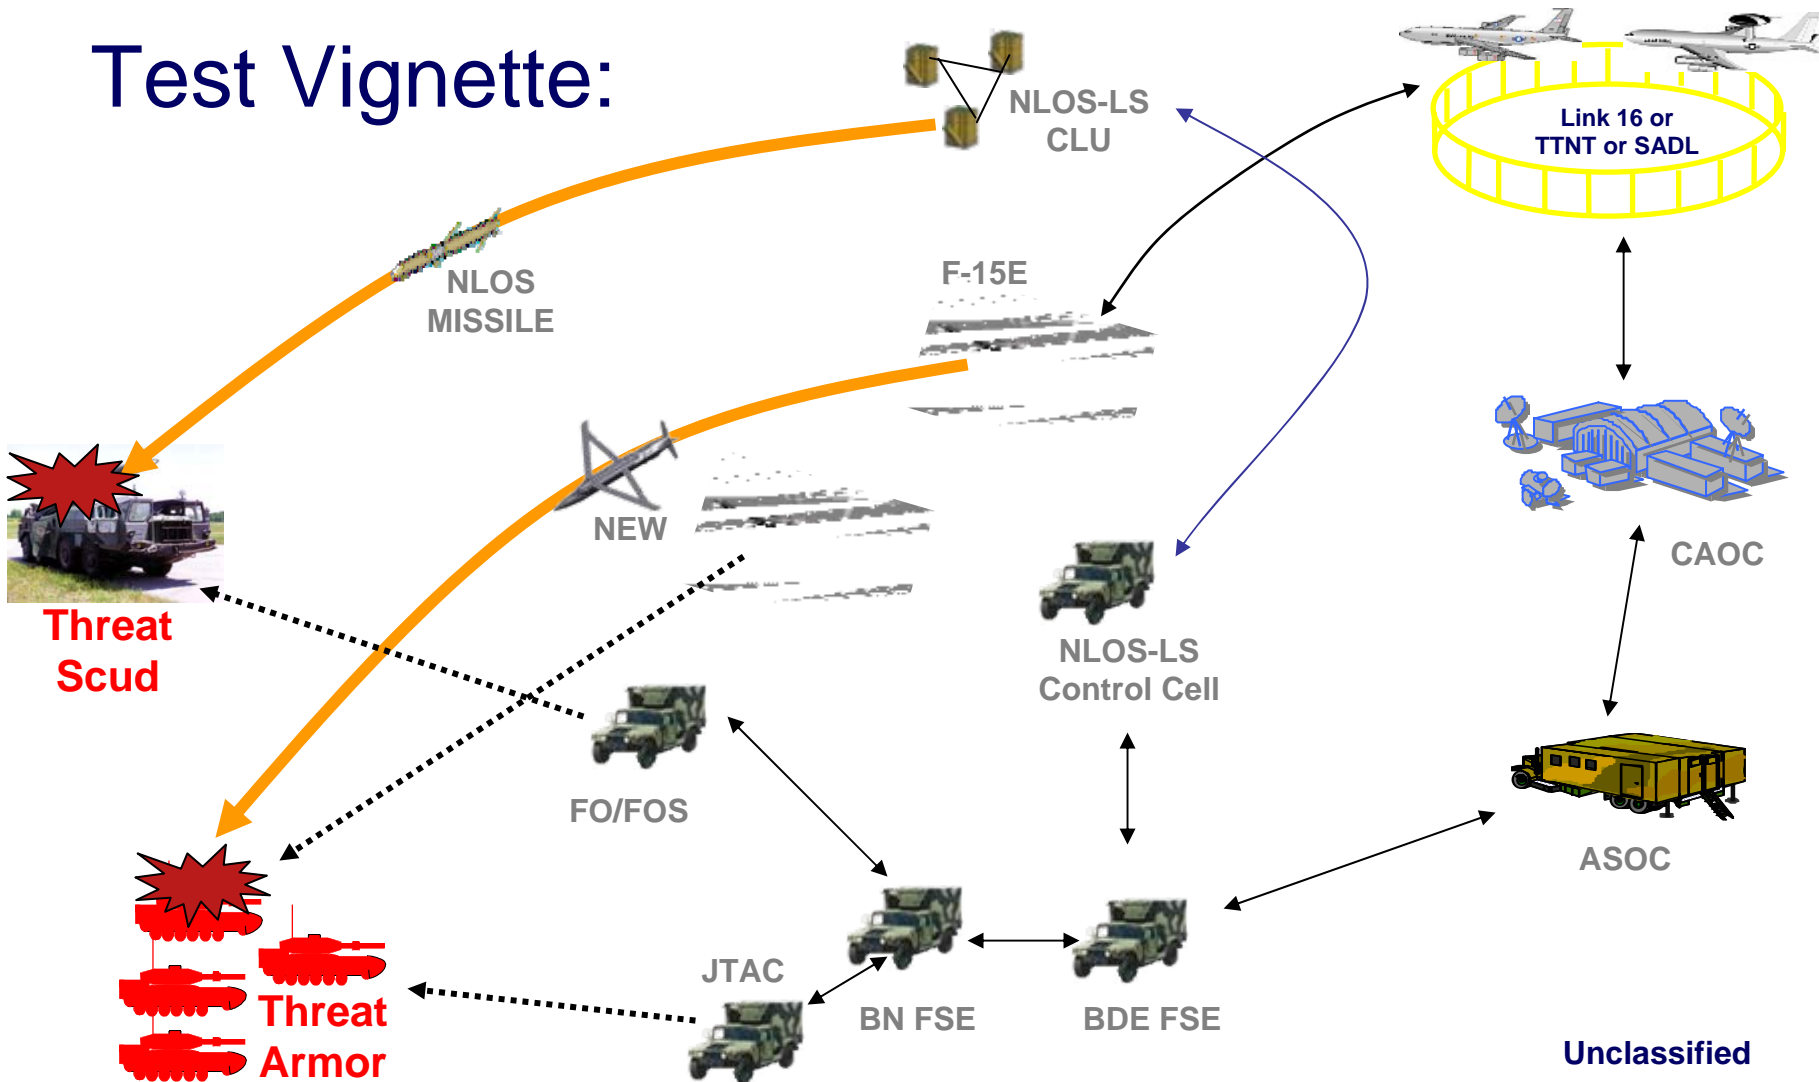 Test Vignette:
NLOS-LS
CLU
Link 16 or
TTNT or SADL
NLOS
MISSILE
F-15E
NEW
CAOC
Threat
Scud
NLOS-LS
Control Cell
FO/FOS
ASOC
JTAC
BN FSE
BDE FSE
Threat
Armor
Unclassified